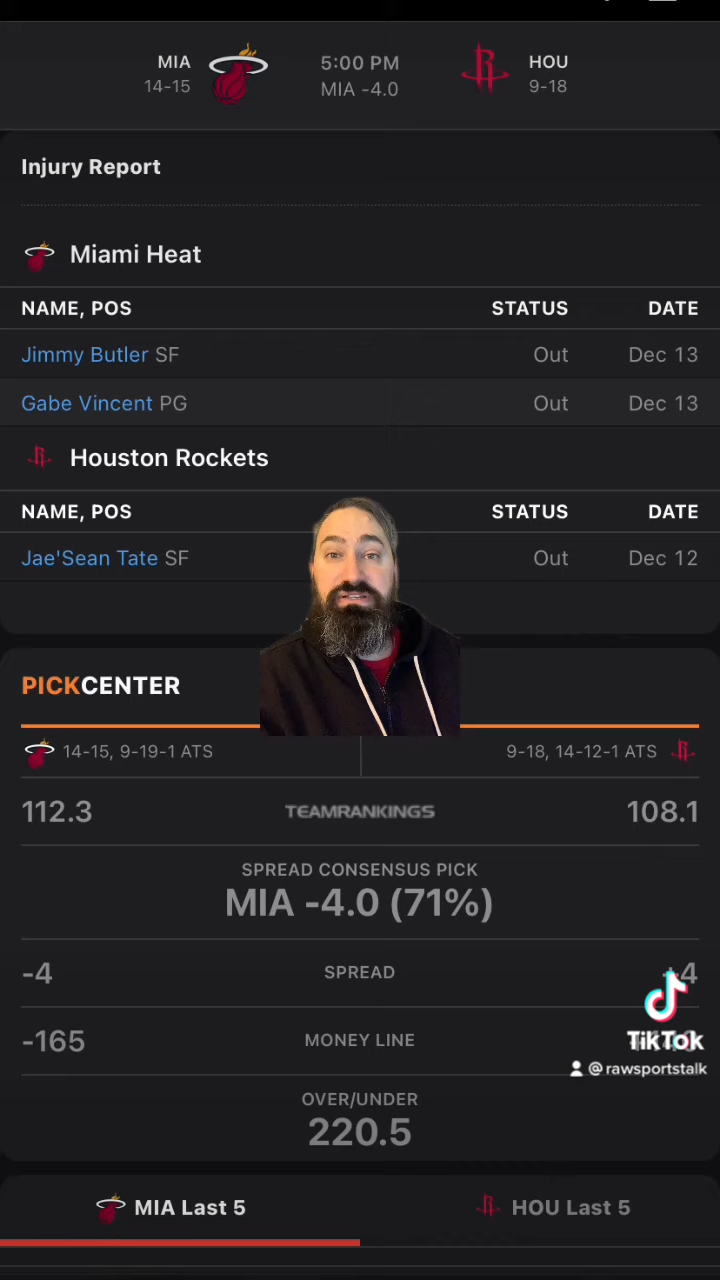 MIA 5:00 PM HOU
14-15 MIA -4.0 9-18
Injury Report
Miami Heat
NAME, POS STATUS DATE
Jimmy Butler SF Out Dec 13
Gabe Vincent PG Out Dec 13
Houston Rockets
NAME, POS STATUS DATE
Jae'Sean Tate SF Out Dec 12
PICKCENTER
14-15, 9-19-1 ATS 9-18, 14-12-1 ATS
112.3 TEAMRANKINGS 108.1
SPREAD CONSENSUS PICK
MIA -4.0 (71%)
-4 SPREAD +4
-165 MONEY LINE
TikTok
@rawsportstalk
OVER/UNDER
220.5
MIA Last 5 HOU Last 5